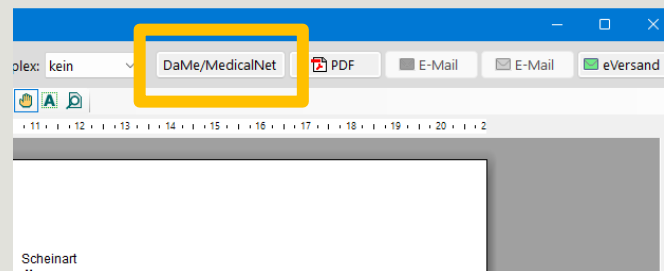 plex: kein DaMe/MedicalNet PDF E-Mail E-Mail eVersand
A
11 12 13 14 15 16 17 18 19 20 2
Scheinart